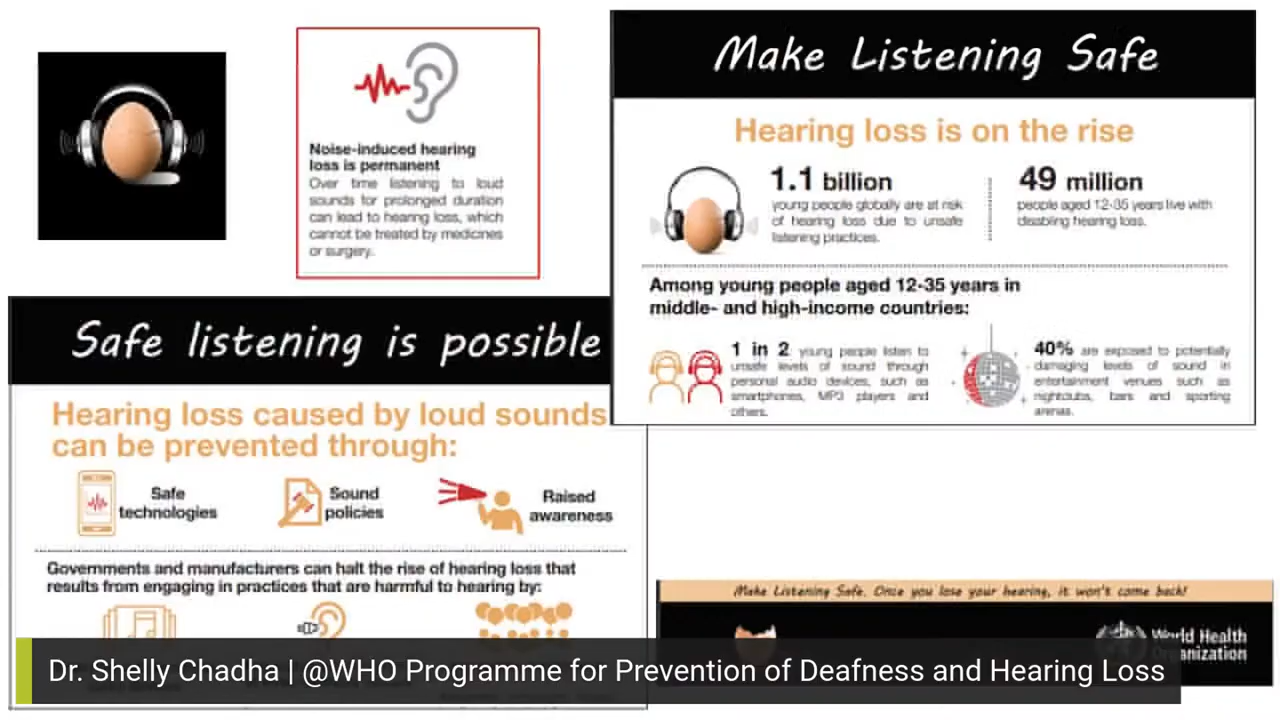 Noise-induced hearing
loss is permanent
Over time listening to loud
sounds for prolonged duration
can lead to hearing loss, which
cannot be treated by medicines
or surgery.
Make Listening Safe
Hearing loss is on the rise
1.1 billion
young people globally are at risk
of hearing loss due to unsafe
listening practices.
49 million
people aged 12-35 years live with
disabling hearing loss.
Among young people aged 12-35 years in
middle- and high-income countries:
1 in 2 young people listen to
unsafe levels of sound through
personal audio devices, such as
smartphones, MP3 players and
others.
40% are exposed to potentially
damaging levels of sound in
entertainment venues such as
nightclubs, bars and sporting
arenas.
Safe listening is possible
Hearing loss caused by loud sounds
can be prevented through:
Safe
technologies
Sound
policies
Raised
awareness
Governments and manufacturers can halt the rise of hearing loss that
results from engaging in practices that are harmful to hearing by:
Make Listening Safe. Once you lose your hearing, it won't come back!
World Health
Organization
Dr. Shelly Chadha | @WHO Programme for Prevention of Deafness and Hearing Loss